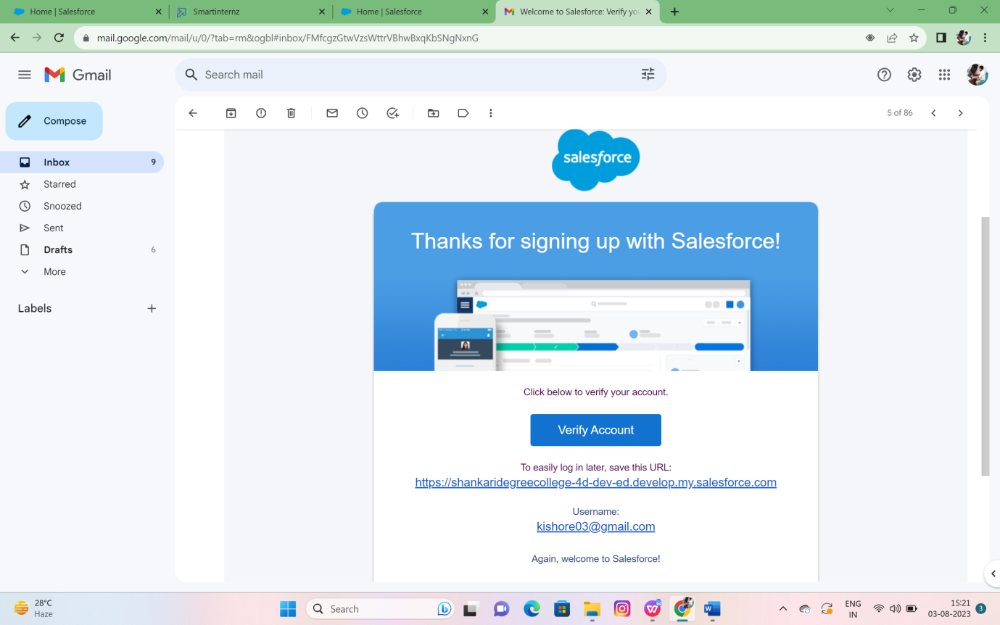 Home | Salesforce
Smartinternz
Home | Salesforce
Welcome to Salesforce: Verify yo
mail.google.com/mail/u/0/?tab=rm&ogbl#inbox/FMfcgzGtwVzsWttrVBhwBxqKbSNgNxnG
Gmail
Search mail
Compose
5 of 86
Inbox 9
Starred
Snoozed
Sent
Drafts 6
More
Labels
salesforce
Thanks for signing up with Salesforce!
Click below to verify your account.
Verify Account
To easily log in later, save this URL:
https://shankaridegreecollege-4d-dev-ed.develop.my.salesforce.com
Username:
kishore03@gmail.com
Again, welcome to Salesforce!
28°C
Haze
Search
ENG
IN
15:21
03-08-2023
3